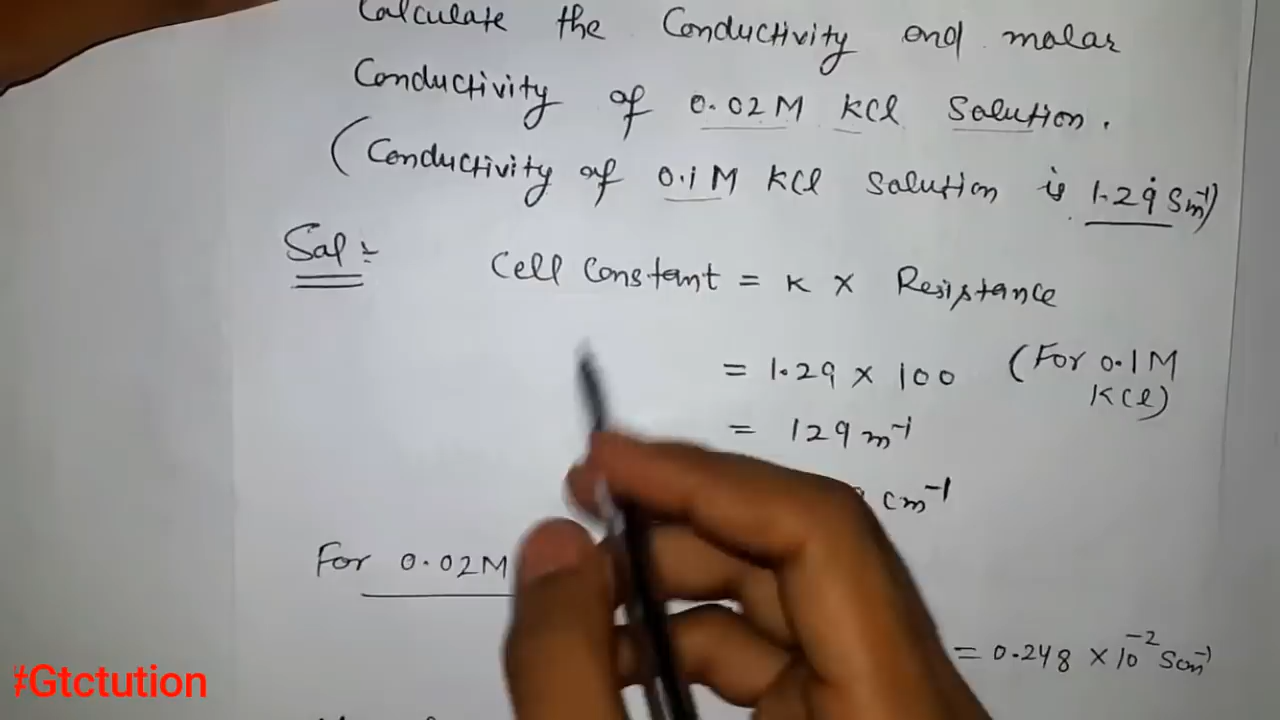 Calculate the Conductivity and molar
Conductivity of 0.02M KCl Solution.
(Conductivity of 0.1M KCl Solution is 1.29 Sm⁻¹)
Sol:-
Cell Constant = K × Resistance
= 1.29 × 100 (For 0.1M
KCl)
= 129 m⁻¹
cm⁻¹
For 0.02M
= 0.248 × 10⁻² Scm⁻¹
#Gtctution